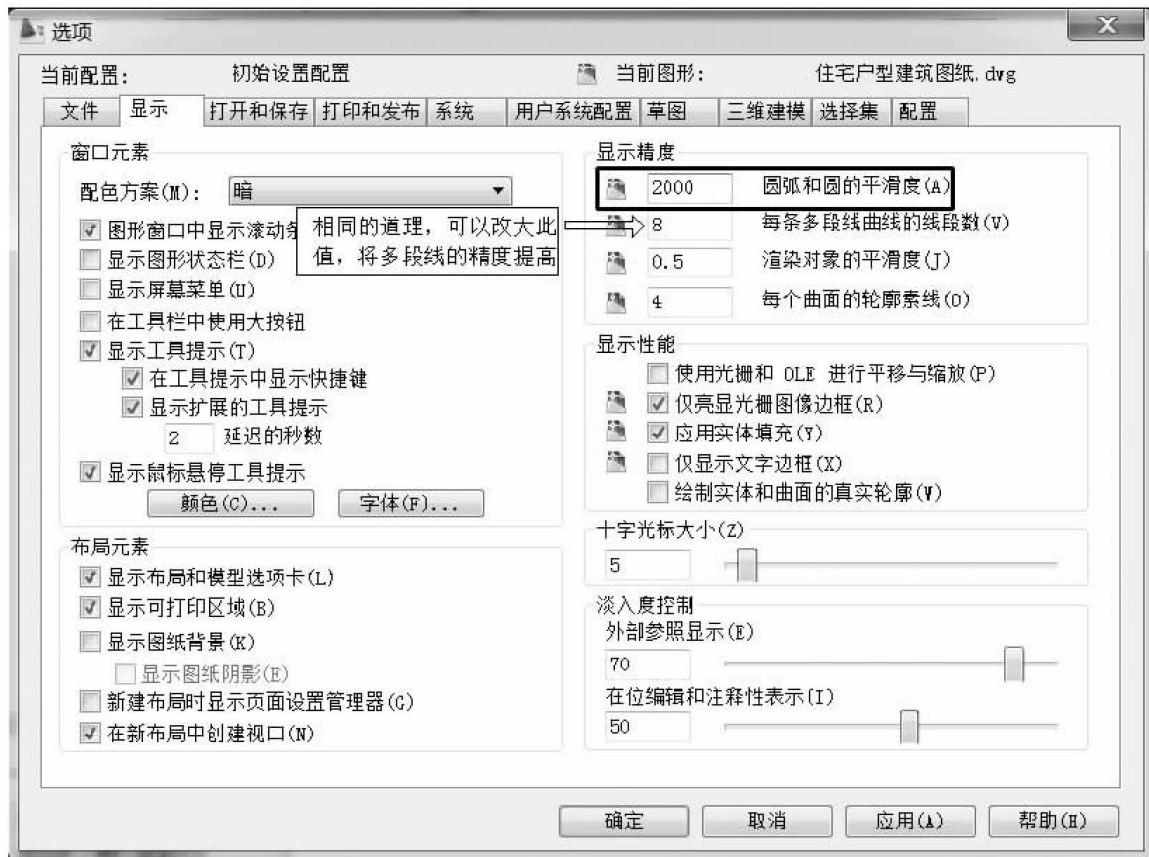 选项
当前配置: 初始设置配置 当前图形: 住宅户型建筑图纸.dwg
文件 显示 打开和保存 打印和发布 系统 用户系统配置 草图 三维建模 选择集 配置
窗口元素
配色方案(M): 暗
图形窗口中显示滚动条
显示图形状态栏(D)
显示屏幕菜单(U)
在工具栏中使用大按钮
显示工具提示(T)
在工具提示中显示快捷键
显示扩展的工具提示
2 延迟的秒数
显示鼠标悬停工具提示
颜色(C)... 字体(F)...
相同的道理，可以改大此
值，将多段线的精度提高
布局元素
显示布局和模型选项卡(L)
显示可打印区域(B)
显示图纸背景(K)
显示图纸阴影(E)
新建布局时显示页面设置管理器(G)
在新布局中创建视口(N)
显示精度
2000 圆弧和圆的平滑度(A)
8 每条多段线曲线的线段数(V)
0.5 渲染对象的平滑度(J)
4 每个曲面的轮廓素线(O)
显示性能
使用光栅和 OLE 进行平移与缩放(P)
仅亮显光栅图像边框(R)
应用实体填充(Y)
仅显示文字边框(X)
绘制实体和曲面的真实轮廓(W)
十字光标大小(Z)
5
淡入度控制
外部参照显示(E)
70
在位编辑和注释性表示(I)
50
确定 取消 应用(A) 帮助(H)